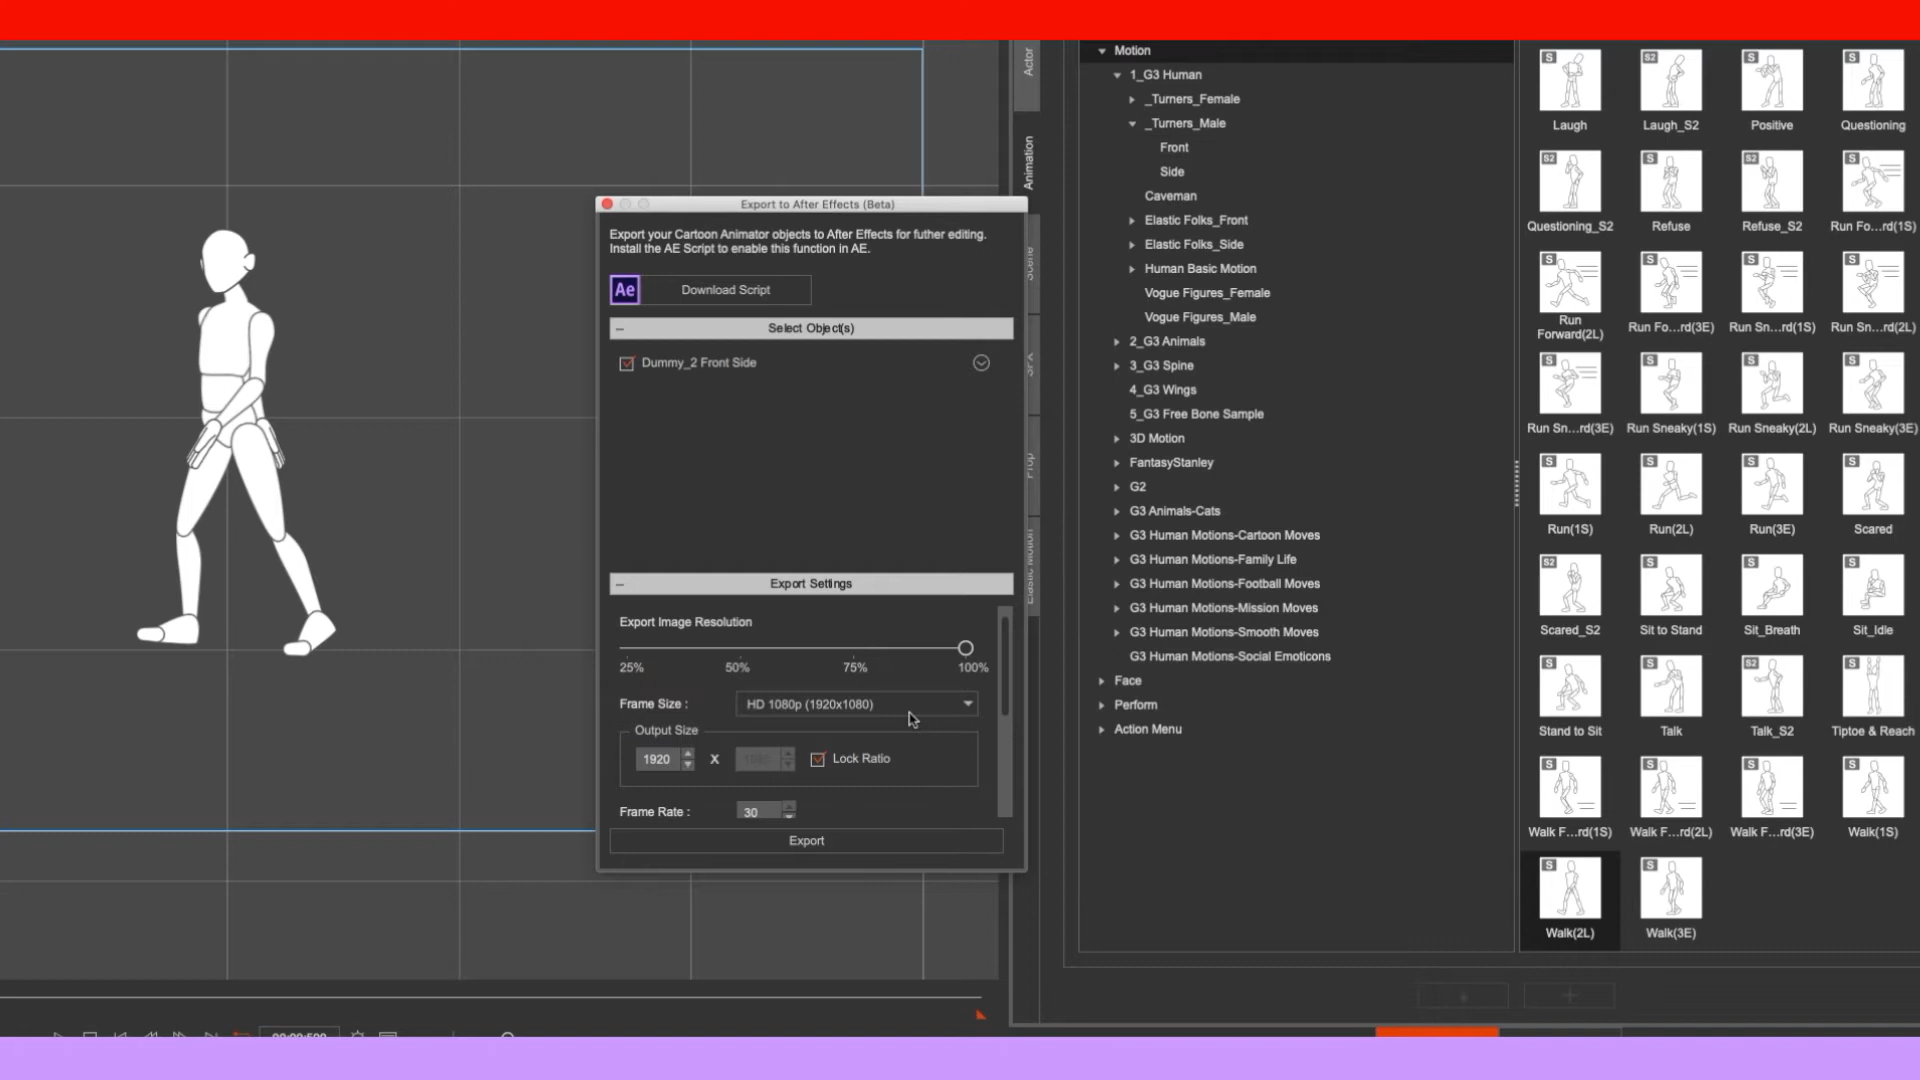 Export to After Effects (Beta)
Export your Cartoon Animator objects to After Effects for futher editing.
Install the AE Script to enable this function in AE.
Ae
Download Script
Select Object(s)
Dummy_2 Front Side
Export Settings
Export Image Resolution
25% 50% 75% 100%
Frame Size : HD 1080p (1920x1080)
Output Size
1920 X Lock Ratio
Frame Rate : 30
Export
Actor
Animation
Prop
Elastic Motion
Motion
1_G3 Human
_Turners_Female
_Turners_Male
Front
Side
Caveman
Elastic Folks_Front
Elastic Folks_Side
Human Basic Motion
Vogue Figures_Female
Vogue Figures_Male
2_G3 Animals
3_G3 Spine
4_G3 Wings
5_G3 Free Bone Sample
3D Motion
FantasyStanley
G2
G3 Animals-Cats
G3 Human Motions-Cartoon Moves
G3 Human Motions-Family Life
G3 Human Motions-Football Moves
G3 Human Motions-Mission Moves
G3 Human Motions-Smooth Moves
G3 Human Motions-Social Emoticons
Face
Perform
Action Menu
S S2 S S
Laugh Laugh_S2 Positive Questioning
S2 S S2 S
Questioning_S2 Refuse Refuse_S2 Run Fo...rd(1S)
S S S S
Run
Forward(2L) Run Fo...rd(3E) Run Sn...rd(1S) Run Sn...rd(2L)
S S S S
Run Sn...rd(3E) Run Sneaky(1S) Run Sneaky(2L) Run Sneaky(3E)
S S S S
Run(1S) Run(2L) Run(3E) Scared
S2 S S S
Scared_S2 Sit to Stand Sit_Breath Sit_Idle
S S S2 S
Stand to Sit Talk Talk_S2 Tiptoe & Reach
S S S S
Walk F...rd(1S) Walk F...rd(2L) Walk F...rd(3E) Walk(1S)
S S
Walk(2L) Walk(3E)